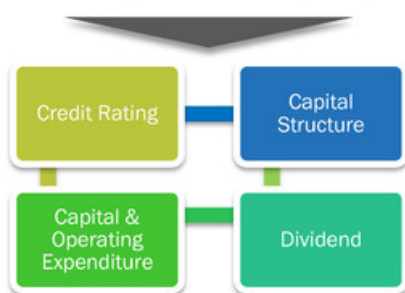 Credit Rating
Capital
Structure
Capital &
Operating
Expenditure
Dividend